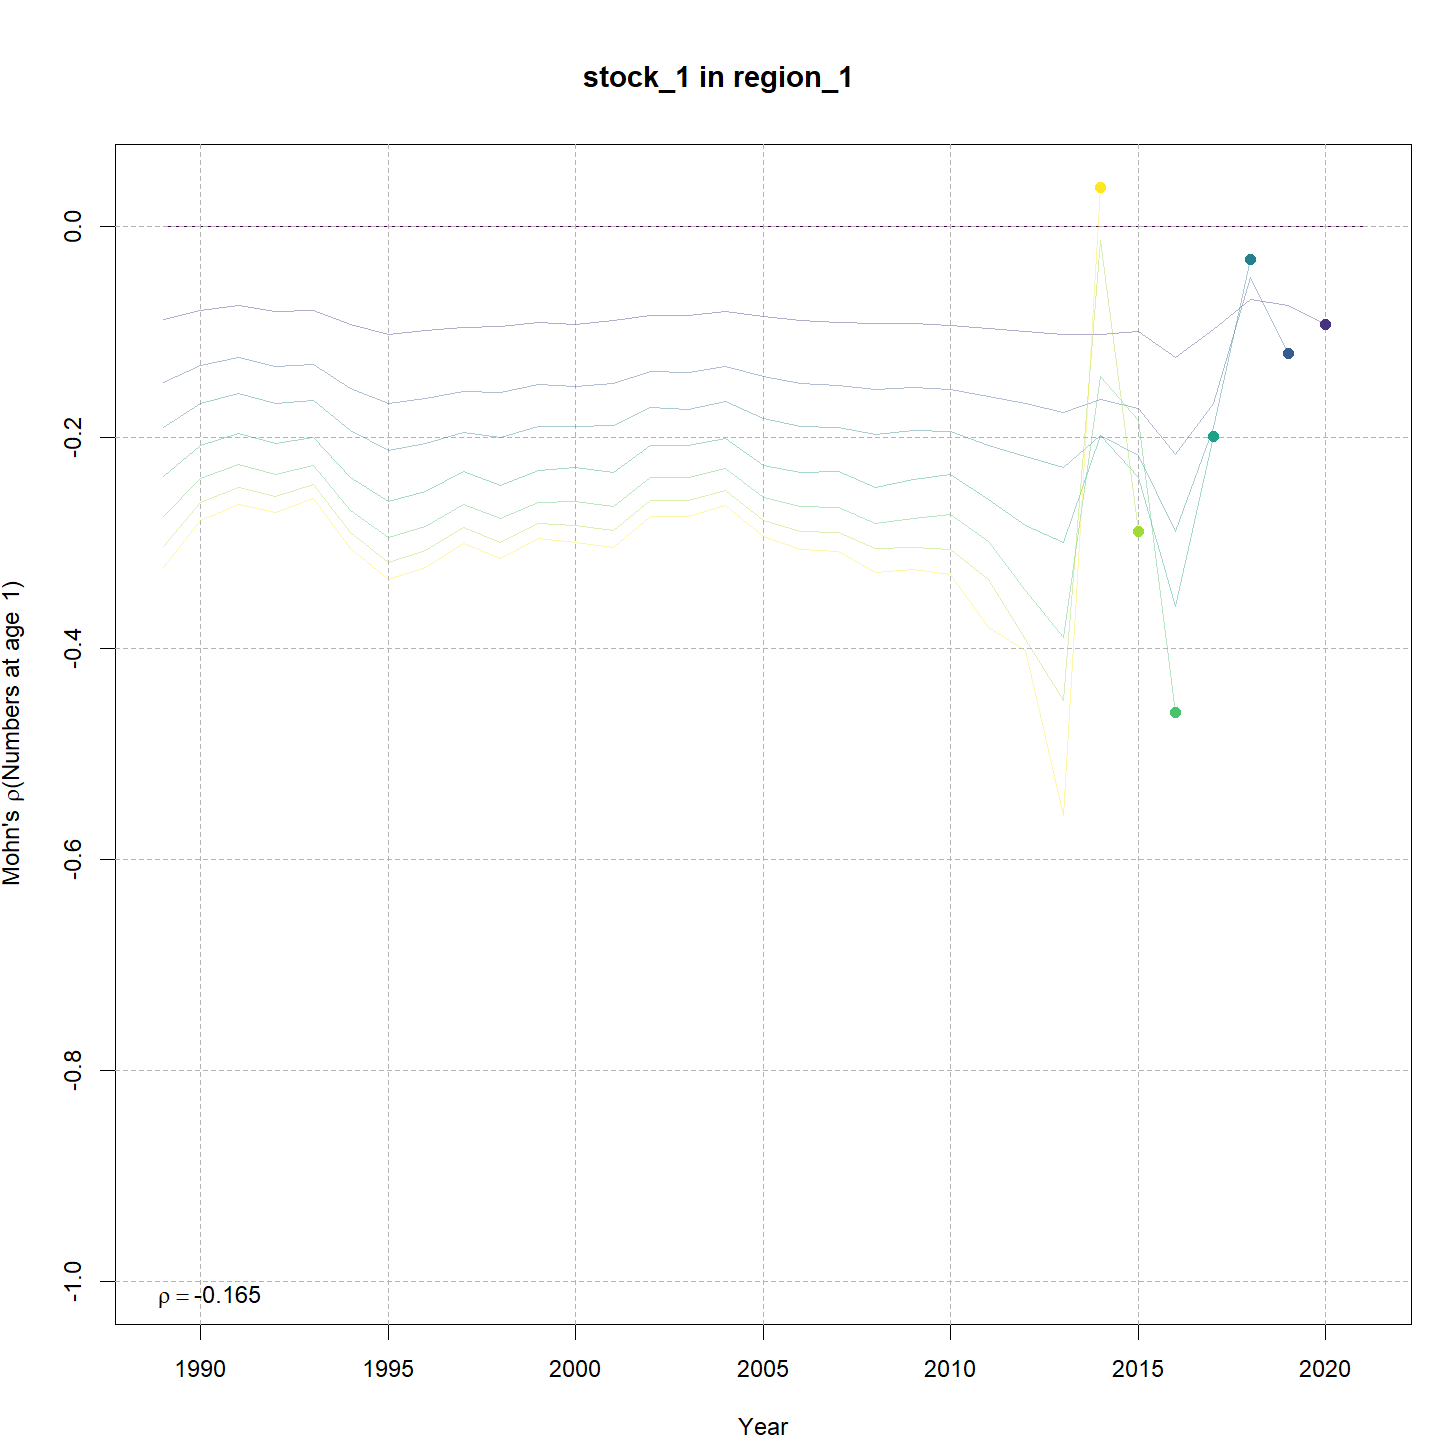 stock_1 in region_1
Mohn's ρ(Numbers at age 1)
0.0
-0.2
-0.4
-0.6
-0.8
-1.0
ρ = -0.165
1990 1995 2000 2005 2010 2015 2020
Year